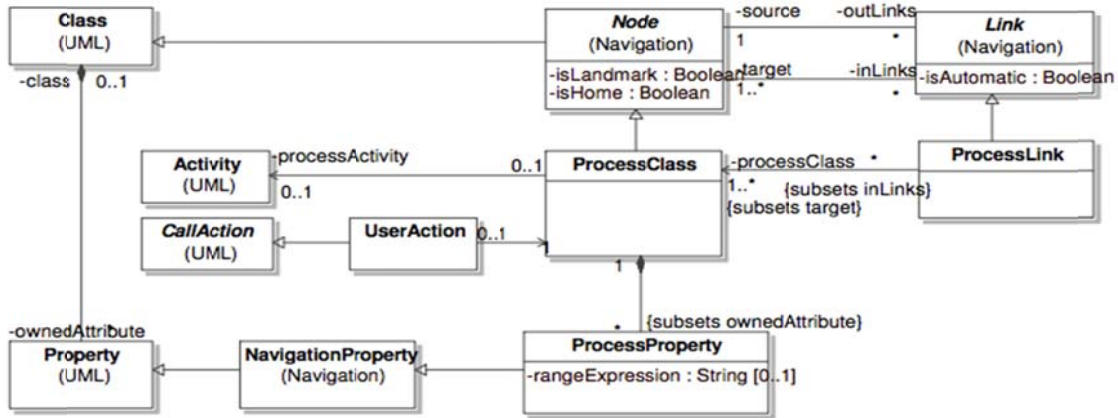 Class
(UML)
-class
0..1
Node
(Navigation)
-isLandmark : Boolean
-isHome : Boolean
-source
-outLinks
1
*
-target
-inLinks
1..*
*
Link
(Navigation)
-isAutomatic : Boolean
Activity
(UML)
-processActivity
0..1
0..1
ProcessClass
-processClass
*
1..*
{subsets inLinks}
{subsets target}
ProcessLink
CallAction
(UML)
UserAction
0..1
1
1
*
{subsets ownedAttribute}
-ownedAttribute
*
Property
(UML)
NavigationProperty
(Navigation)
ProcessProperty
-rangeExpression : String [0..1]